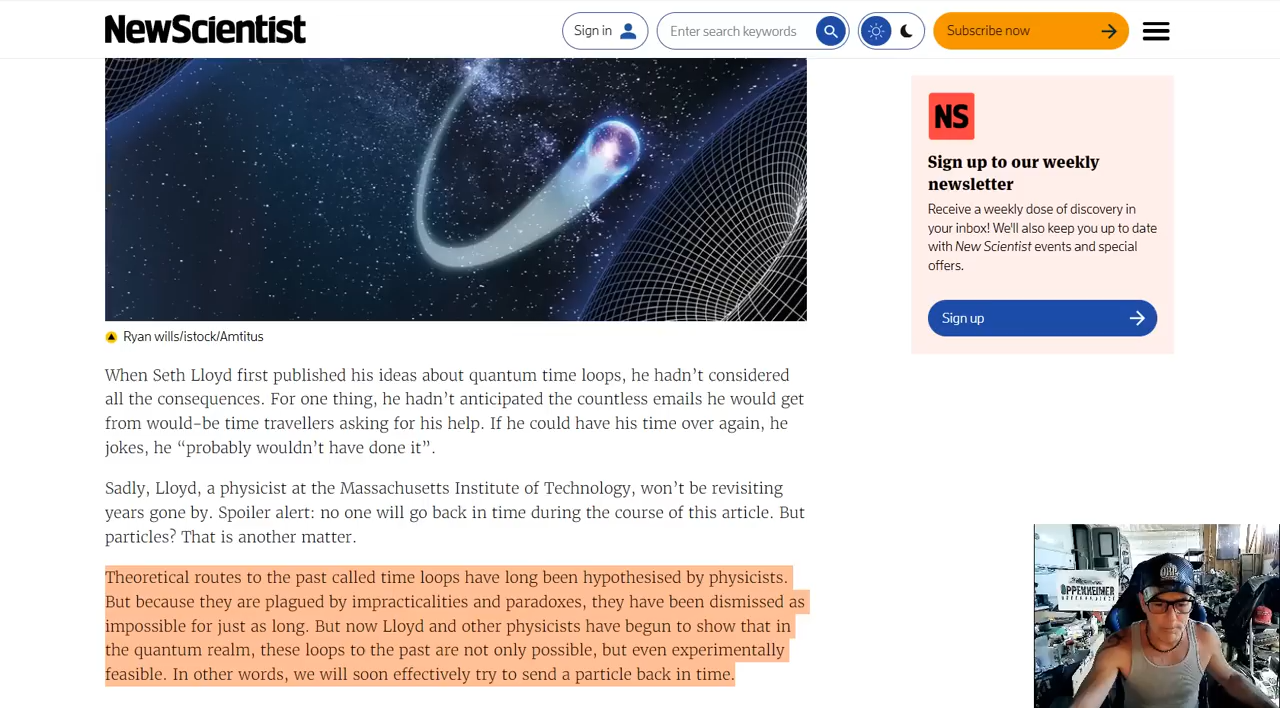 NewScientist
Sign in
Enter search keywords
Subscribe now
NS
Sign up to our weekly
newsletter
Receive a weekly dose of discovery in
your inbox! We'll also keep you up to date
with New Scientist events and special
offers.
Sign up
Ryan wills/istock/Amtitus
When Seth Lloyd first published his ideas about quantum time loops, he hadn’t considered
all the consequences. For one thing, he hadn’t anticipated the countless emails he would get
from would-be time travellers asking for his help. If he could have his time over again, he
jokes, he “probably wouldn’t have done it”.
Sadly, Lloyd, a physicist at the Massachusetts Institute of Technology, won’t be revisiting
years gone by. Spoiler alert: no one will go back in time during the course of this article. But
particles? That is another matter.
Theoretical routes to the past called time loops have long been hypothesised by physicists.
But because they are plagued by impracticalities and paradoxes, they have been dismissed as
impossible for just as long. But now Lloyd and other physicists have begun to show that in
the quantum realm, these loops to the past are not only possible, but even experimentally
feasible. In other words, we will soon effectively try to send a particle back in time.
OPPENHEIMER